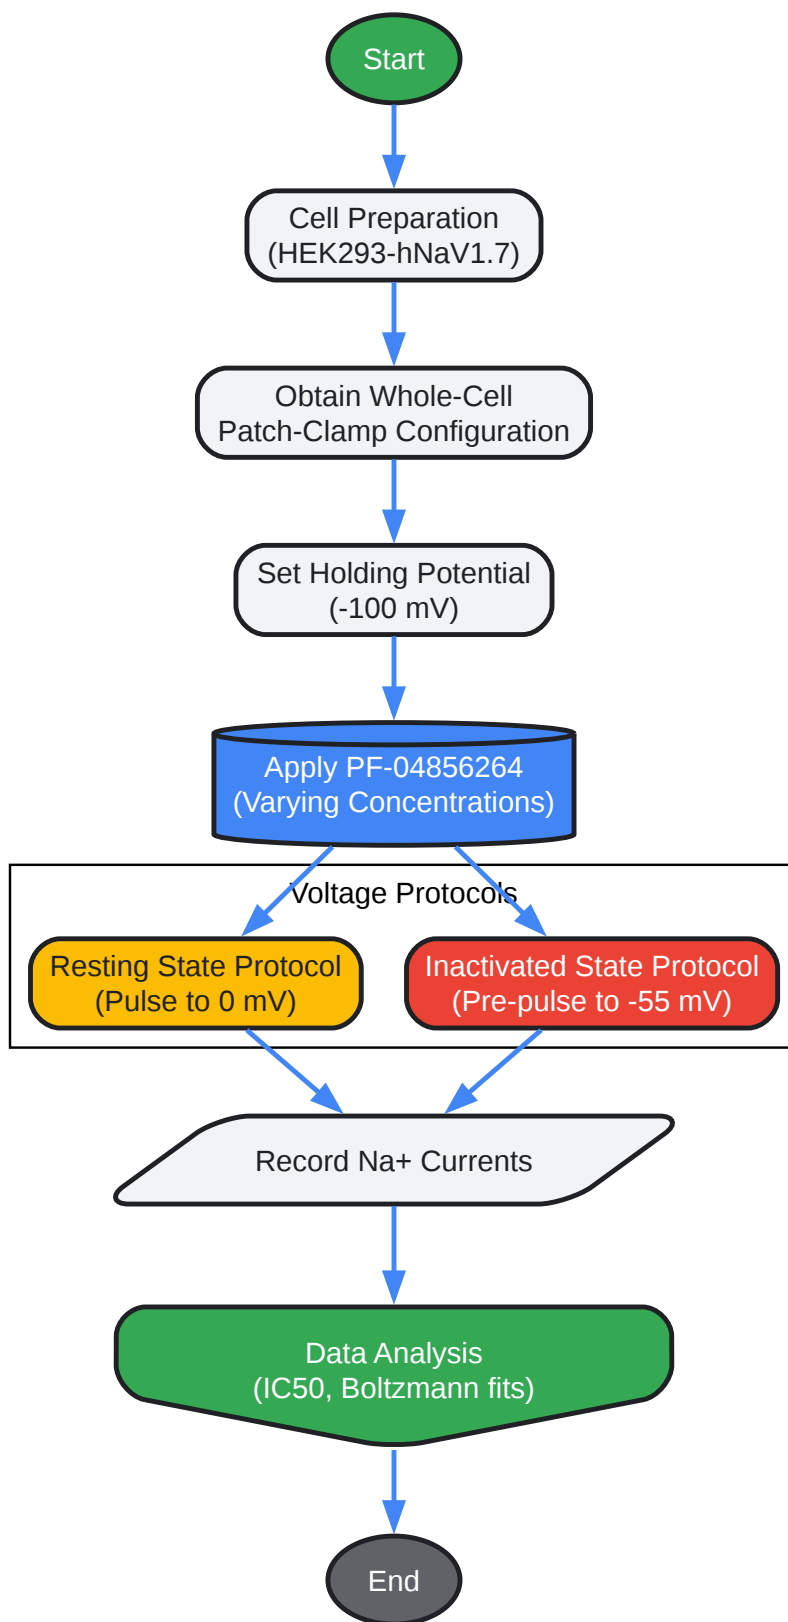 Start
Cell Preparation
(HEK293-hNaV1.7)
Obtain Whole-Cell
Patch-Clamp Configuration
Set Holding Potential
(-100 mV)
Apply PF-04856264
(Varying Concentrations)
Voltage Protocols
Resting State Protocol
(Pulse to 0 mV)
Inactivated State Protocol
(Pre-pulse to -55 mV)
Record Na+ Currents
Data Analysis
(IC50, Boltzmann fits)
End